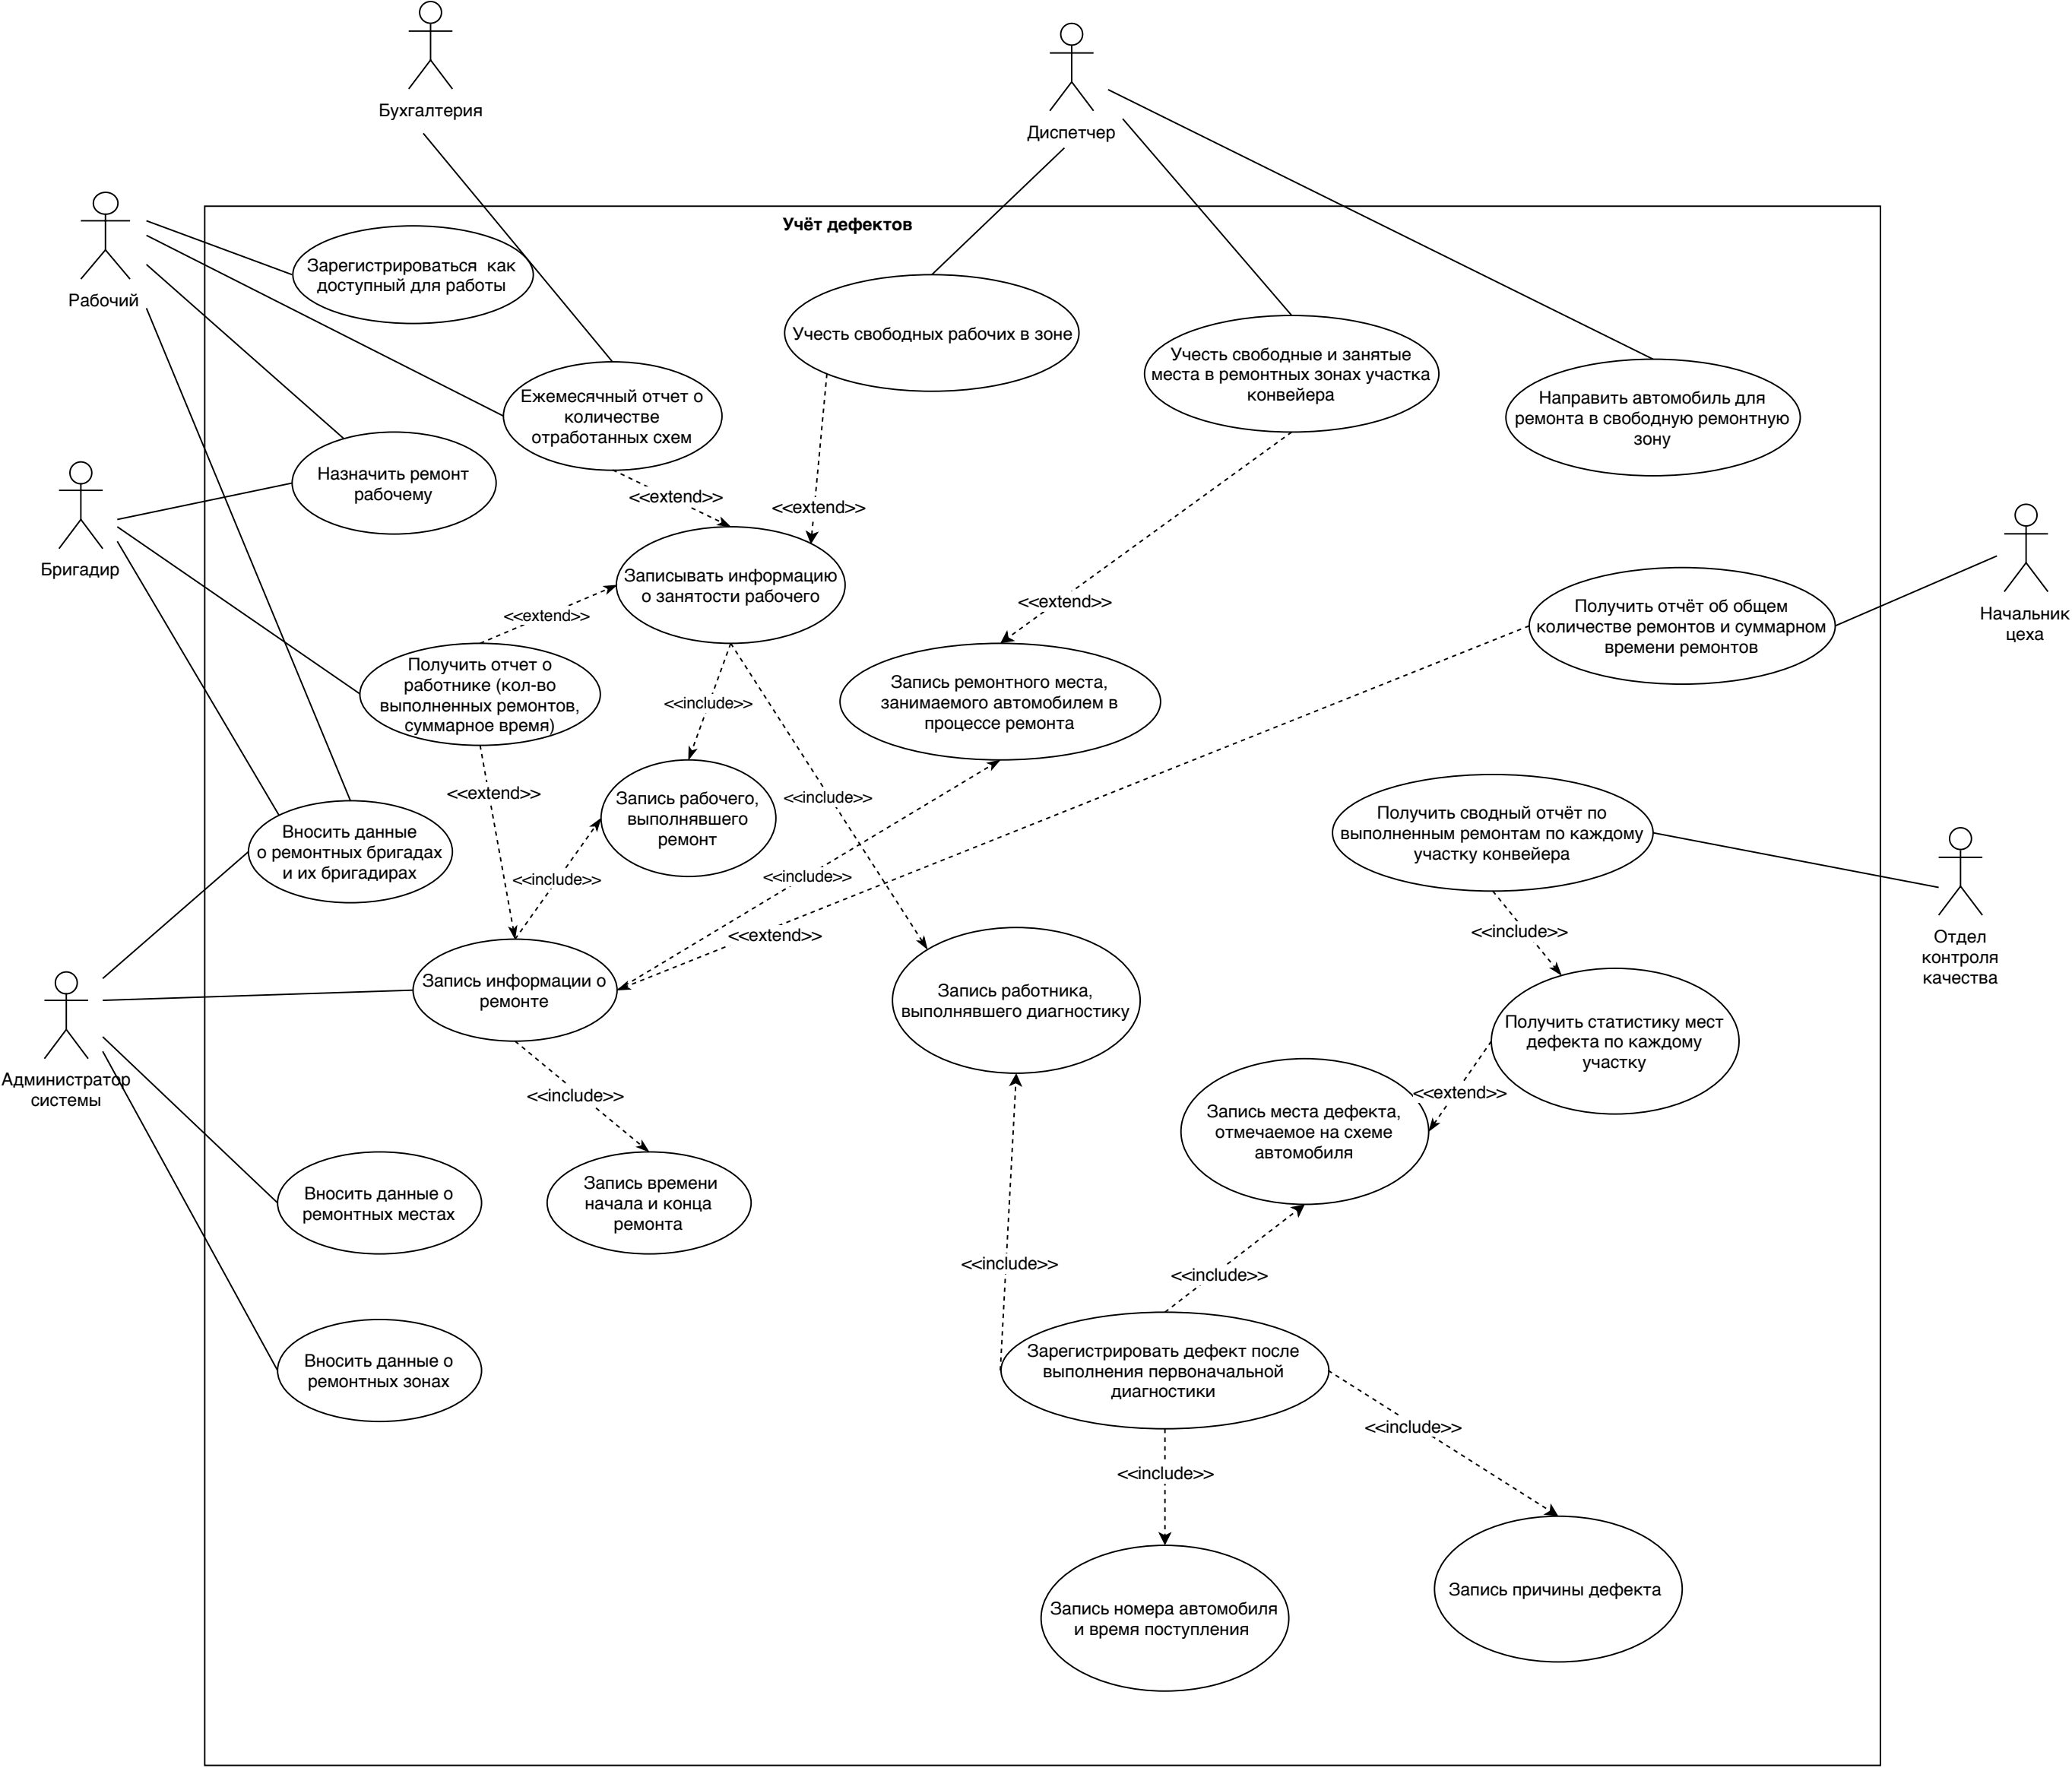 Бухгалтерия
Диспетчер
Рабочий
Учёт дефектов
Зарегистрироваться  как
доступный для работы
Учесть свободных рабочих в зоне
Учесть свободные и занятые
места в ремонтных зонах участка
конвейера
Ежемесячный отчет о
количестве
отработанных схем
Направить автомобиль для
ремонта в свободную ремонтную
зону
Назначить ремонт
рабочему
<<extend>>
<<extend>>
Бригадир
Записывать информацию
о занятости рабочего
<<extend>>
<<extend>>
Получить отчёт об общем
количестве ремонтов и суммарном
времени ремонтов
Начальник
цеха
Получить отчет о
работнике (кол-во
выполненных ремонтов,
суммарное время)
<<include>>
Запись ремонтного места,
занимаемого автомобилем в
процессе ремонта
<<extend>>
Запись рабочего,
выполнявшего
ремонт
<<include>>
Получить сводный отчёт по
выполненным ремонтам по каждому
участку конвейера
Вносить данные
о ремонтных бригадах
и их бригадирах
<<include>>
<<include>>
<<extend>>
<<include>>
Отдел
контроля
качества
Запись информации о
ремонте
Запись работника,
выполнявшего диагностику
Получить статистику мест
дефекта по каждому
участку
Администратор
системы
<<include>>
<<extend>>
Запись места дефекта,
отмечаемое на схеме
автомобиля
Вносить данные о
ремонтных местах
Запись времени
начала и конца
ремонта
<<include>>
<<include>>
Вносить данные о
ремонтных зонах
Зарегистрировать дефект после
выполнения первоначальной
диагностики
<<include>>
<<include>>
Запись номера автомобиля
и время поступления
Запись причины дефекта